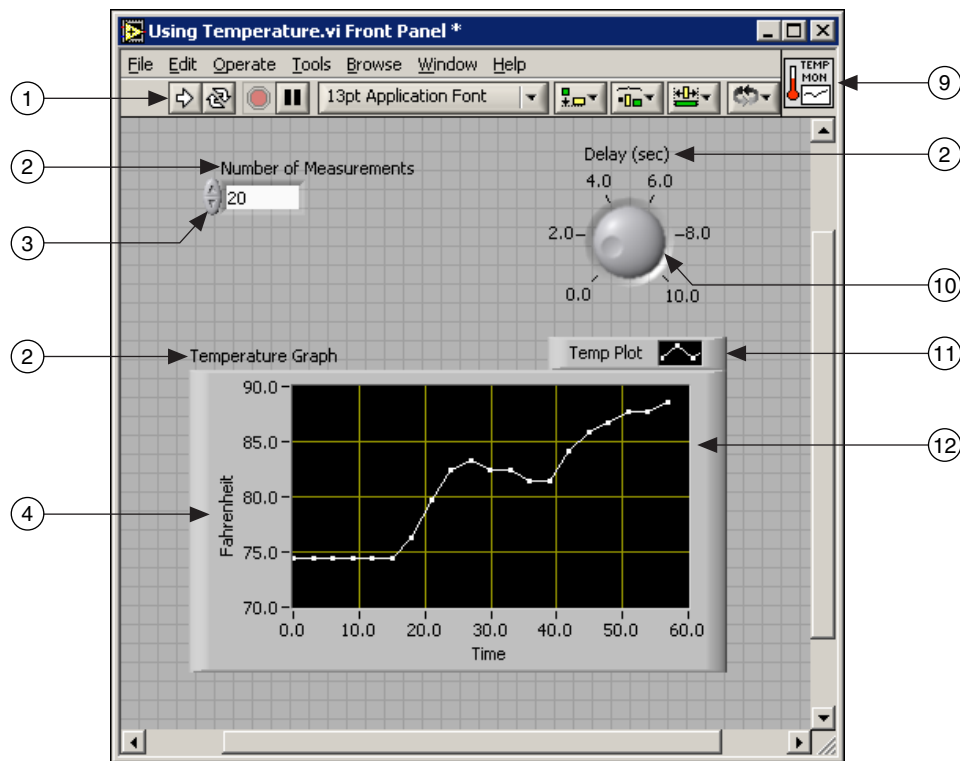 Using Temperature.vi Front Panel *
File Edit Operate Tools Browse Window Help
TEMP
MON
9
1
13pt Application Font
2
Number of Measurements
Delay (sec)
2
20
3
4.0 6.0
2.0 8.0
0.0 10.0
10
2
Temperature Graph
Temp Plot
11
90.0
85.0
80.0
75.0
70.0
12
4
Fahrenheit
0.0 10.0 20.0 30.0 40.0 50.0 60.0
Time